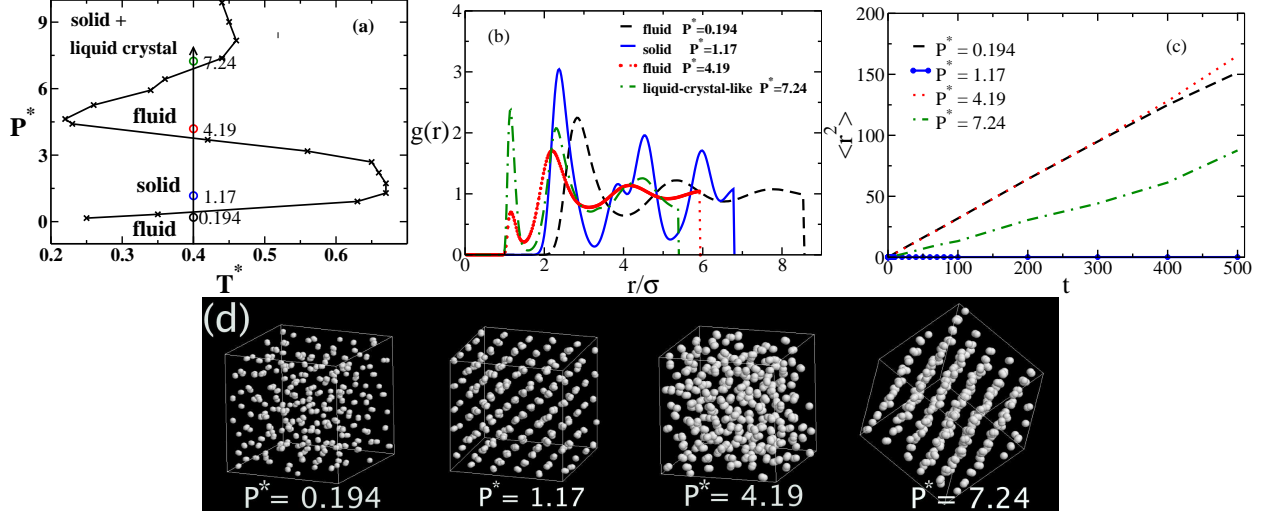 (a)
9
6
3
0
P*
solid +
liquid crystal
7.24
fluid
4.19
solid
1.17
0.194
fluid
0.2 0.3 0.4 0.5 0.6
T*
(b)
4
3
2
1
0
g(r)
fluid P*=0.194
solid P*=1.17
fluid P*=4.19
liquid-crystal-like P*=7.24
0 2 4 6 8
r/σ
(c)
200
150
100
50
0
<r²>
P* = 0.194
P* = 1.17
P* = 4.19
P* = 7.24
0 100 200 300 400 500
t
(d)
P*= 0.194
P*= 1.17
P*= 4.19
P*= 7.24